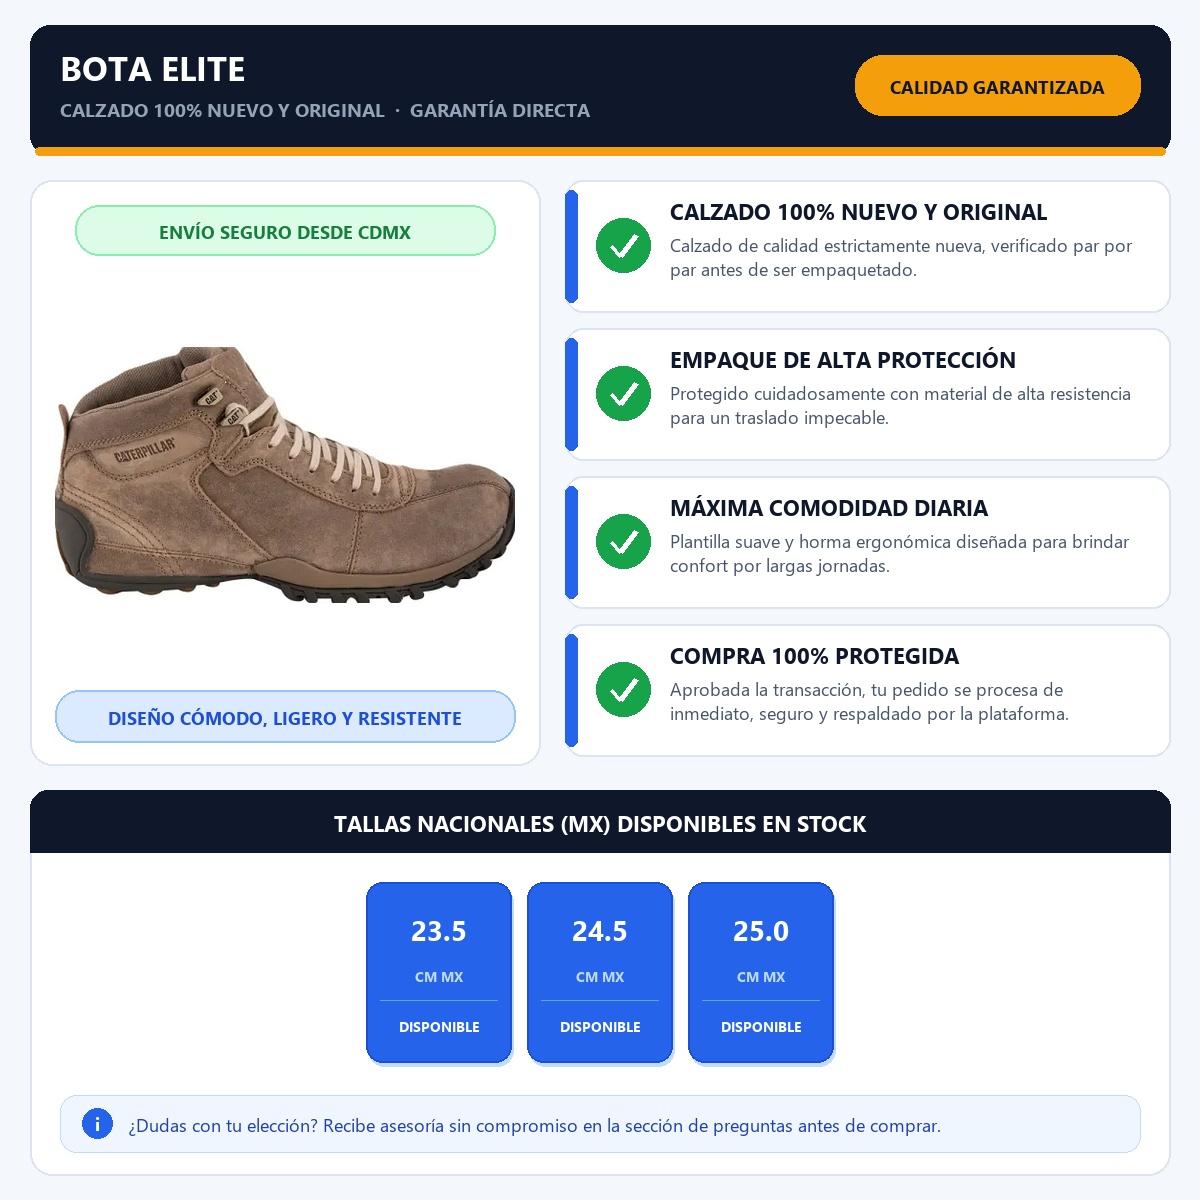 BOTA ELITE
CALZADO 100% NUEVO Y ORIGINAL · GARANTÍA DIRECTA
CALIDAD GARANTIZADA
ENVÍO SEGURO DESDE CDMX
CAT
CAT
CATERPILLAR
DISEÑO CÓMODO, LIGERO Y RESISTENTE
CALZADO 100% NUEVO Y ORIGINAL
Calzado de calidad estrictamente nueva, verificado par por
par antes de ser empaquetado.
EMPAQUE DE ALTA PROTECCIÓN
Protegido cuidadosamente con material de alta resistencia
para un traslado impecable.
MÁXIMA COMODIDAD DIARIA
Plantilla suave y horma ergonómica diseñada para brindar
confort por largas jornadas.
COMPRA 100% PROTEGIDA
Aprobada la transacción, tu pedido se procesa de
inmediato, seguro y respaldado por la plataforma.
TALLAS NACIONALES (MX) DISPONIBLES EN STOCK
23.5
CM MX
DISPONIBLE
24.5
CM MX
DISPONIBLE
25.0
CM MX
DISPONIBLE
¿Dudas con tu elección? Recibe asesoría sin compromiso en la sección de preguntas antes de comprar.